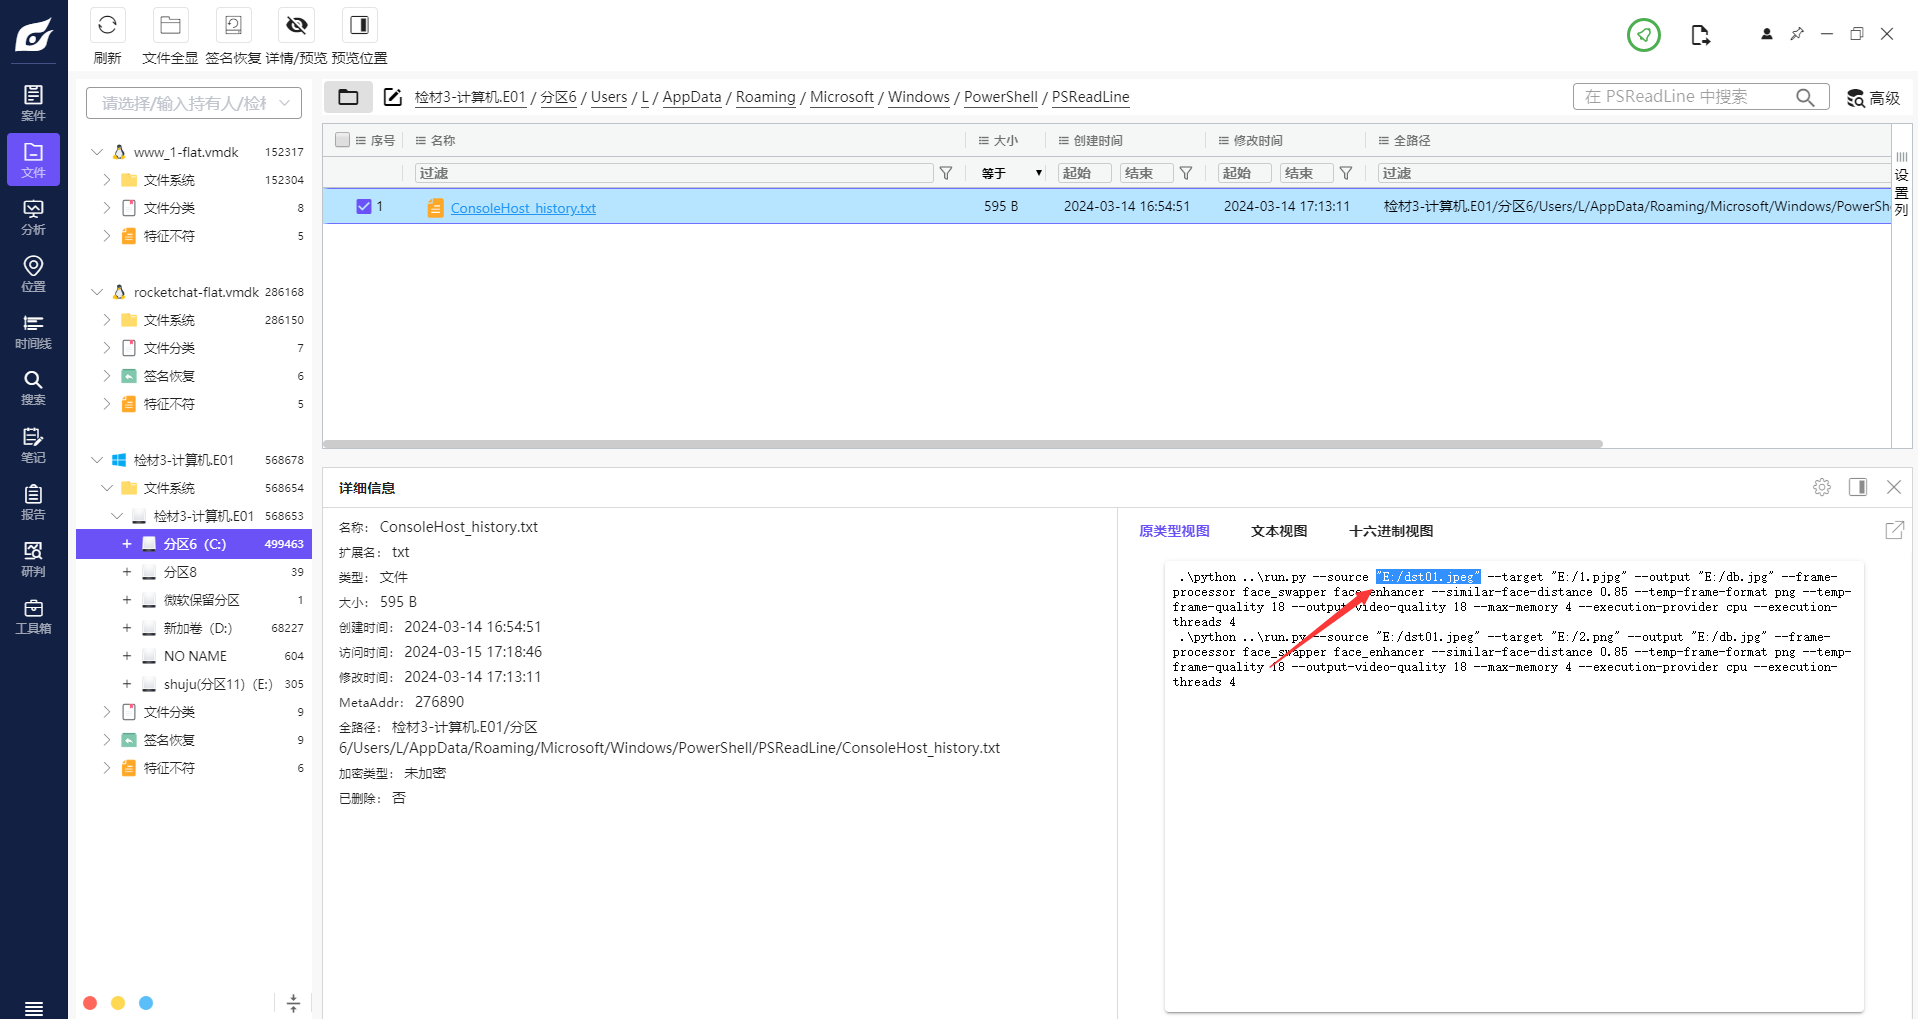 刷新
文件全显
签名恢复
详情/预览
预览位置
案件
文件
分析
位置
时间线
搜索
笔记
报告
研判
工具箱
请选择/输入持有人/检材
www_1-flat.vmdk 152317
文件系统 152304
文件分类 8
特征不符 5
rocketchat-flat.vmdk 286168
文件系统 286150
文件分类 7
签名恢复 6
特征不符 5
检材3-计算机.E01 568678
文件系统 568654
检材3-计算机.E01 568653
分区6 (C:) 499463
分区8 39
微软保留分区 1
新加卷 (D:) 68227
NO NAME 604
shuju(分区11) (E:) 305
文件分类 9
签名恢复 9
特征不符 6
检材3-计算机.E01 / 分区6 / Users / L / AppData / Roaming / Microsoft / Windows / PowerShell / PSReadLine
在 PSReadLine 中搜索
高级
序号 名称 大小 创建时间 修改时间 全路径
过滤 等于 起始 结束 起始 结束 过滤
1 ConsoleHost_history.txt 595 B 2024-03-14 16:54:51 2024-03-14 17:13:11 检材3-计算机.E01/分区6/Users/L/AppData/Roaming/Microsoft/Windows/PowerSh
设置列
详细信息
名称: ConsoleHost_history.txt
扩展名: txt
类型: 文件
大小: 595 B
创建时间: 2024-03-14 16:54:51
访问时间: 2024-03-15 17:18:46
修改时间: 2024-03-14 17:13:11
MetaAddr: 276890
全路径: 检材3-计算机.E01/分区
6/Users/L/AppData/Roaming/Microsoft/Windows/PowerShell/PSReadLine/ConsoleHost_history.txt
加密类型: 未加密
已删除: 否
原类型视图 文本视图 十六进制视图
.\python ..\run.py --source "E:/dst01.jpeg" --target "E:/1.pjpg" --output "E:/db.jpg" --frame-
processor face_swapper face_enhancer --similar-face-distance 0.85 --temp-frame-format png --temp-
frame-quality 18 --output-video-quality 18 --max-memory 4 --execution-provider cpu --execution-
threads 4
.\python ..\run.py --source "E:/dst01.jpeg" --target "E:/2.png" --output "E:/db.jpg" --frame-
processor face_swapper face_enhancer --similar-face-distance 0.85 --temp-frame-format png --temp-
frame-quality 18 --output-video-quality 18 --max-memory 4 --execution-provider cpu --execution-
threads 4